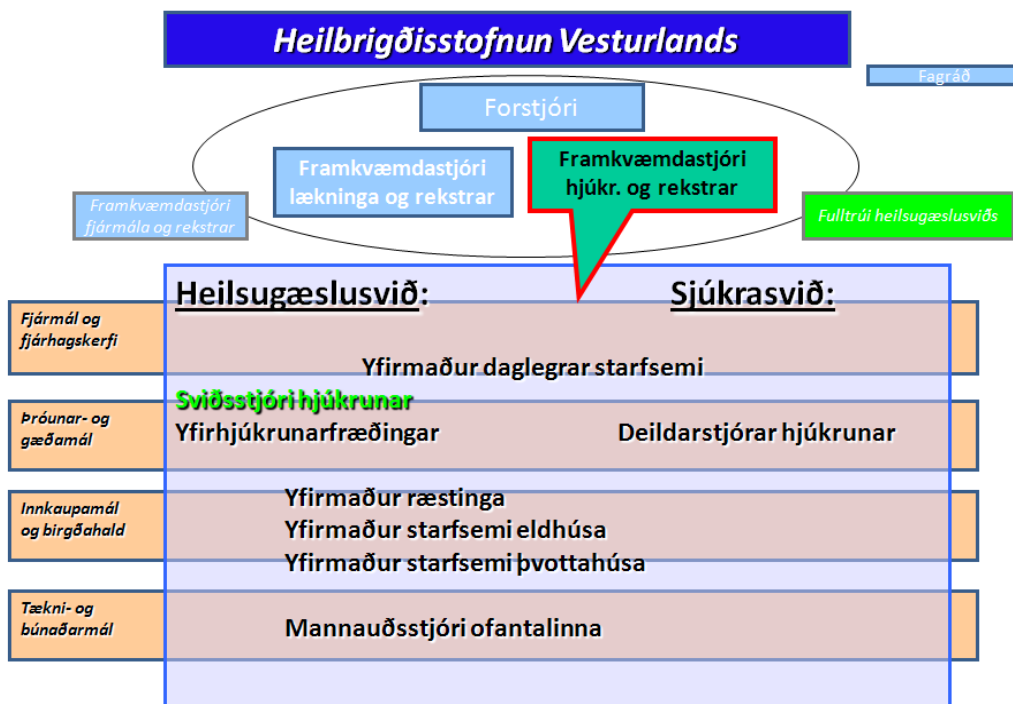 Heilbrigðisstofnun Vesturlands
Fagráð
Forstjóri
Framkvæmdastjóri
lækninga og rekstrar
Framkvæmdastjóri
hjúkr. og rekstrar
Framkvæmdastjóri
fjármála og rekstrar
Fulltrúi heilsugæslusviðs
Heilsugæslusvið:
Sjúkrasvið:
Fjármál og
fjárhagskerfi
Yfirmaður daglegrar starfsemi
Sviðsstjóri hjúkrunar
Þróunar- og
gæðamál
Yfirhjúkrunarfræðingar
Deildarstjórar hjúkrunar
Innkaupamál
og birgðahald
Yfirmaður ræstinga
Yfirmaður starfsemi eldhúsa
Yfirmaður starfsemi þvottahúsa
Tækni- og
búnaðarmál
Mannauðsstjóri ofantalinna